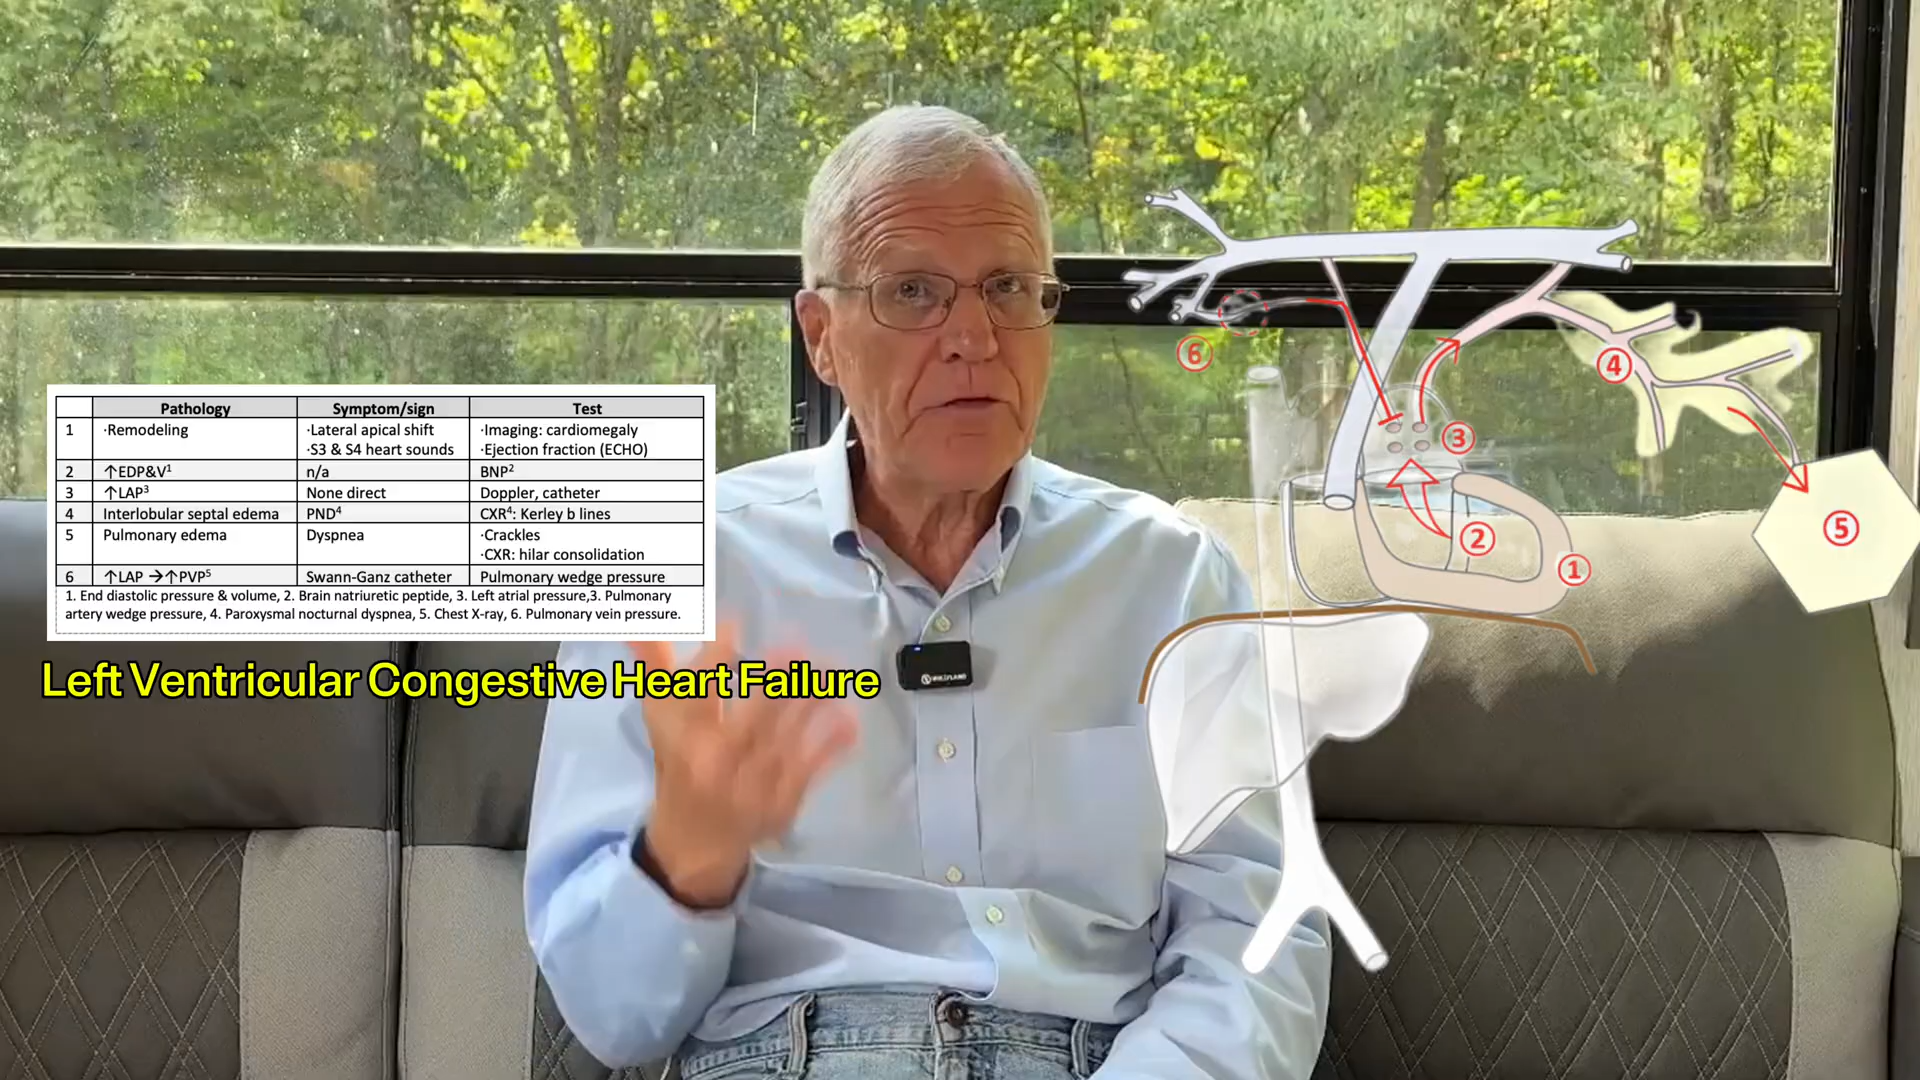 Pathology Symptom/sign Test
1 ·Remodeling ·Lateral apical shift ·Imaging: cardiomegaly
·S3 & S4 heart sounds ·Ejection fraction (ECHO)
2 ↑EDP&V¹ n/a BNP²
3 ↑LAP³ None direct Doppler, catheter
4 Interlobular septal edema PND⁴ CXR⁴: Kerley b lines
5 Pulmonary edema Dyspnea ·Crackles
·CXR: hilar consolidation
6 ↑LAP →↑PVP⁵ Swann-Ganz catheter Pulmonary wedge pressure
1. End diastolic pressure & volume, 2. Brain natriuretic peptide, 3. Left atrial pressure,3. Pulmonary
artery wedge pressure, 4. Paroxysmal nocturnal dyspnea, 5. Chest X-ray, 6. Pulmonary vein pressure.
Left Ventricular Congestive Heart Failure
6
4
3
5
2
1